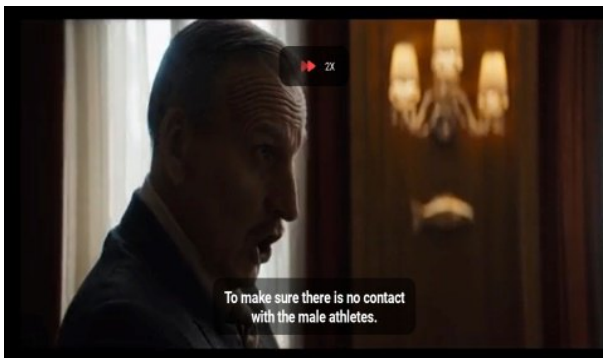 2X
To make sure there is no contact
with the male athletes.